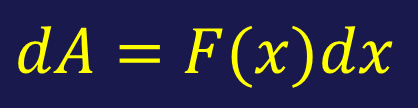 dA = F(x)dx